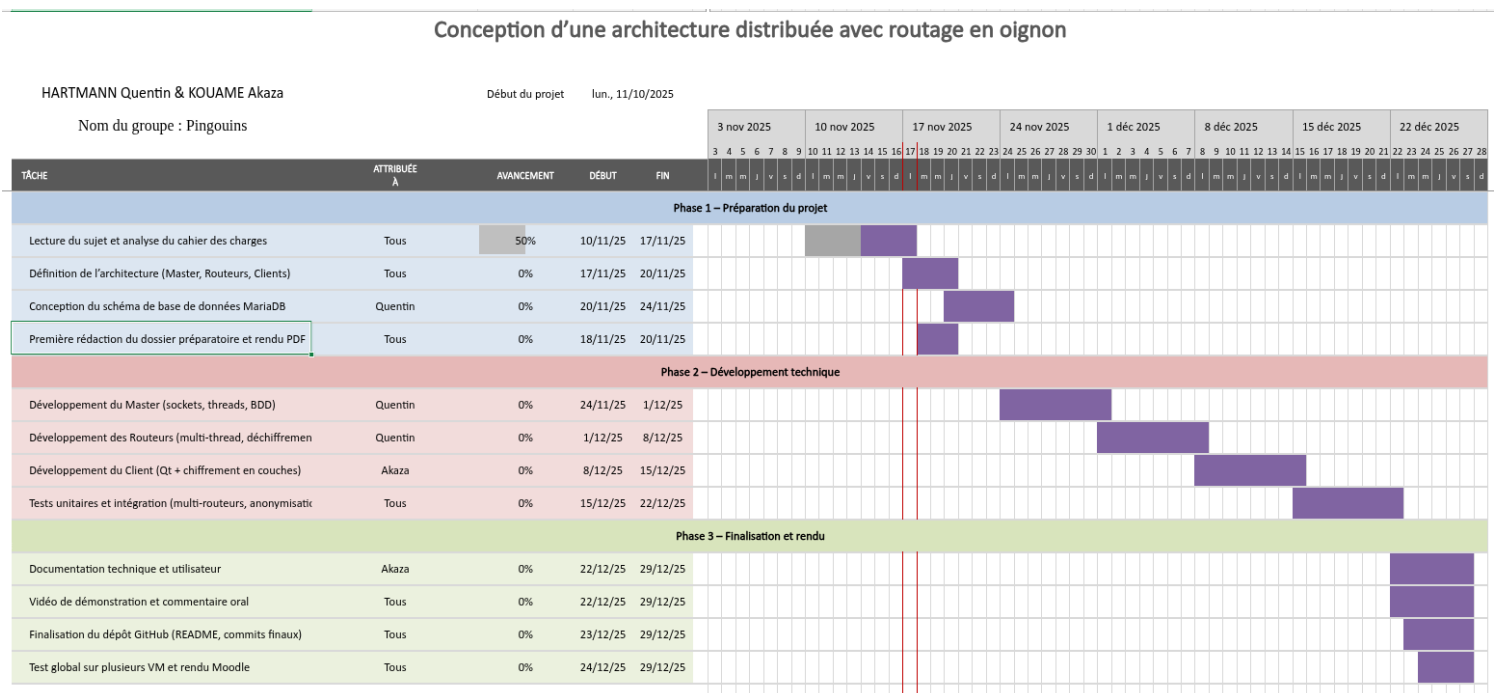 Conception d’une architecture distribuée avec routage en oignon
HARTMANN Quentin & KOUAME Akaza Début du projet lun., 11/10/2025
Nom du groupe : Pingouins
3 nov 2025 10 nov 2025 17 nov 2025 24 nov 2025 1 déc 2025 8 déc 2025 15 déc 2025 22 déc 2025
3 4 5 6 7 8 9 10 11 12 13 14 15 16 17 18 19 20 21 22 23 24 25 26 27 28 29 30 1 2 3 4 5 6 7 8 9 10 11 12 13 14 15 16 17 18 19 20 21 22 23 24 25 26 27 28
TÂCHE ATTRIBUÉE À AVANCEMENT DÉBUT FIN l m m j v s d l m m j v s d l m m j v s d l m m j v s d l m m j v s d l m m j v s d l m m j v s d l m m j v s d
Phase 1 – Préparation du projet
Lecture du sujet et analyse du cahier des charges Tous 50% 10/11/25 17/11/25
Définition de l’architecture (Master, Routeurs, Clients) Tous 0% 17/11/25 20/11/25
Conception du schéma de base de données MariaDB Quentin 0% 20/11/25 24/11/25
Première rédaction du dossier préparatoire et rendu PDF Tous 0% 18/11/25 20/11/25
Phase 2 – Développement technique
Développement du Master (sockets, threads, BDD) Quentin 0% 24/11/25 1/12/25
Développement des Routeurs (multi-thread, déchiffremen Quentin 0% 1/12/25 8/12/25
Développement du Client (Qt + chiffrement en couches) Akaza 0% 8/12/25 15/12/25
Tests unitaires et intégration (multi-routeurs, anonymisatic Tous 0% 15/12/25 22/12/25
Phase 3 – Finalisation et rendu
Documentation technique et utilisateur Akaza 0% 22/12/25 29/12/25
Vidéo de démonstration et commentaire oral Tous 0% 22/12/25 29/12/25
Finalisation du dépôt GitHub (README, commits finaux) Tous 0% 23/12/25 29/12/25
Test global sur plusieurs VM et rendu Moodle Tous 0% 24/12/25 29/12/25